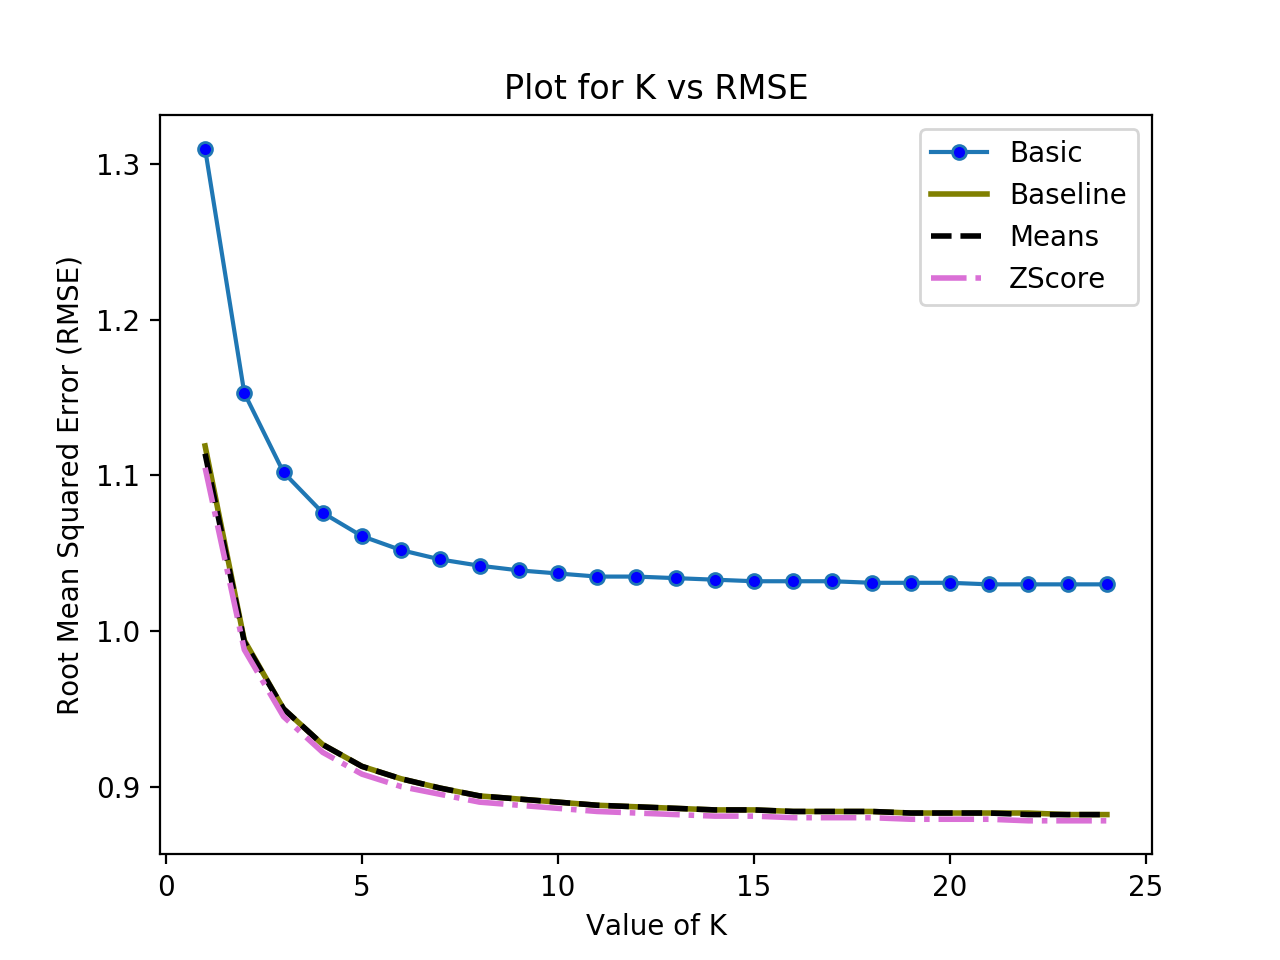 Plot for K vs RMSE
Basic
Baseline
Means
ZScore
Root Mean Squared Error (RMSE)
1.3
1.2
1.1
1.0
0.9
0 5 10 15 20 25
Value of K